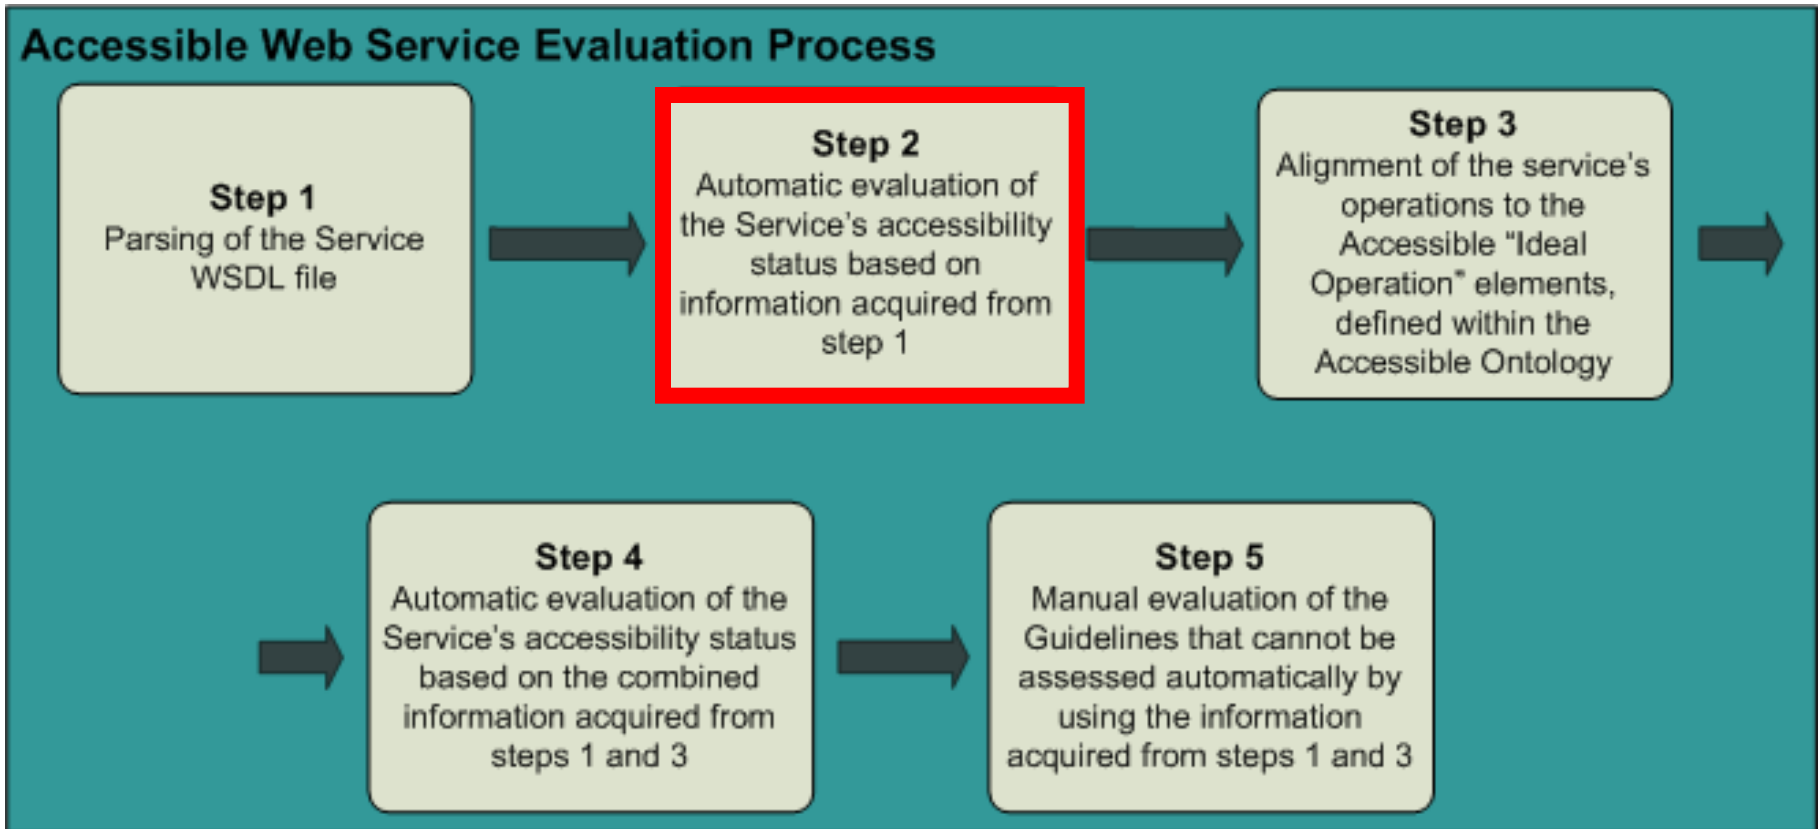 Accessible Web Service Evaluation Process
Step 1
Parsing of the Service
WSDL file
Step 2
Automatic evaluation of
the Service's accessibility
status based on
information acquired from
step 1
Step 3
Alignment of the service's
operations to the
Accessible “Ideal
Operation” elements,
defined within the
Accessible Ontology
Step 4
Automatic evaluation of the
Service's accessibility status
based on the combined
information acquired from
steps 1 and 3
Step 5
Manual evaluation of the
Guidelines that cannot be
assessed automatically by
using the information
acquired from steps 1 and 3